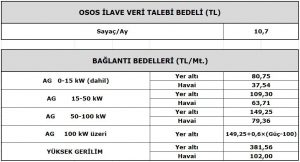 OSOS İLAVE VERİ TALEBİ BEDELİ (TL)
Sayaç/Ay 10,7
BAĞLANTI BEDELLERİ (TL/Mt.)
AG 0-15 kW (dahil) Yer altı 80,75
Havai 37,54
AG 15-50 kW Yer altı 109,30
Havai 63,71
AG 50-100 kW Yer altı 149,25
Havai 79,36
AG 100 kW üzeri Yer altı 149,25+0,6×(Güç-100)
YÜKSEK GERİLİM Yer altı 381,56
Havai 102,00